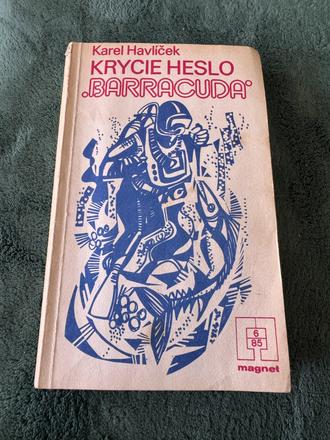 Karel Havlíček
KRYCIE HESLO
„BARRACUDA“
6
85
magnet